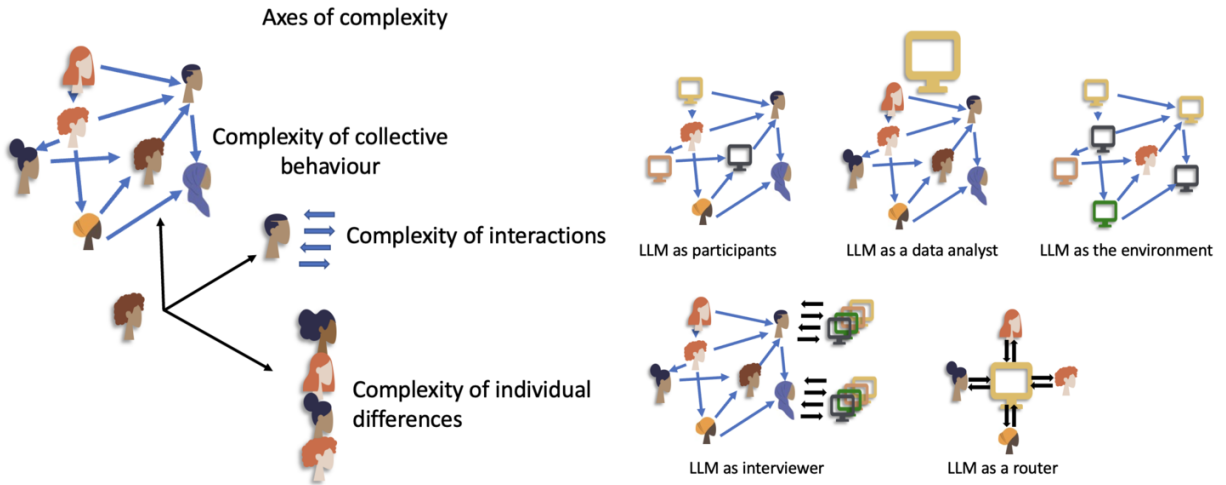 Axes of complexity
Complexity of collective
behaviour
Complexity of interactions
Complexity of individual
differences
LLM as participants
LLM as a data analyst
LLM as the environment
LLM as interviewer
LLM as a router